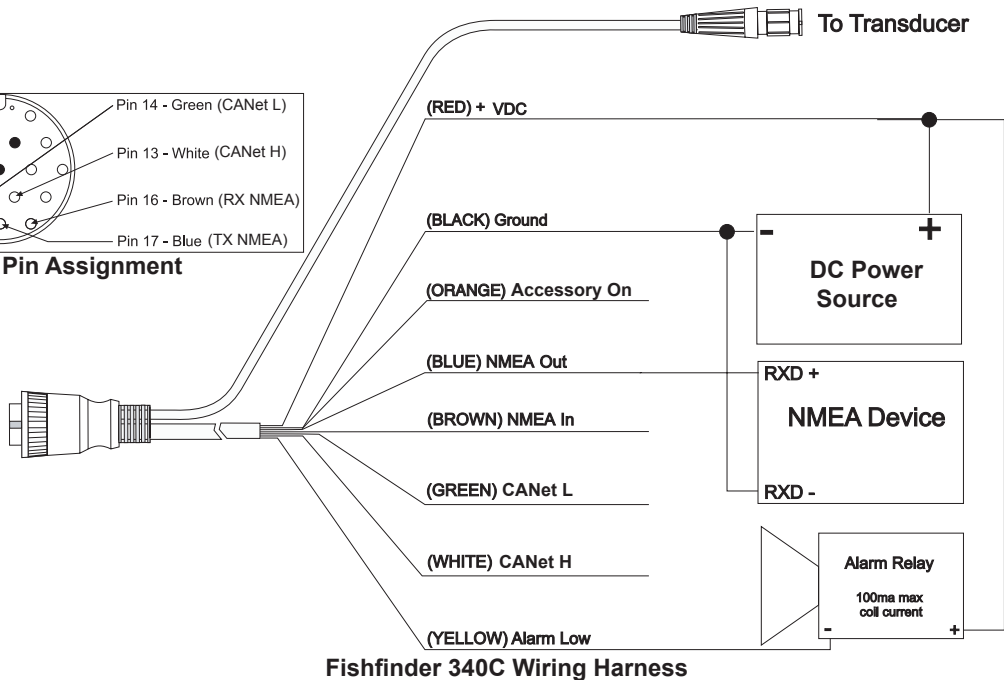 To Transducer
Pin 14 - Green (CANet L)
Pin 13 - White (CANet H)
Pin 16 - Brown (RX NMEA)
Pin 17 - Blue (TX NMEA)
Pin Assignment
(RED) + VDC
(BLACK) Ground
(ORANGE) Accessory On
(BLUE) NMEA Out
(BROWN) NMEA In
(GREEN) CANet L
(WHITE) CANet H
(YELLOW) Alarm Low
- +
DC Power
Source
RXD +
NMEA Device
RXD -
Alarm Relay
100ma max
coil current
- +
Fishfinder 340C Wiring Harness